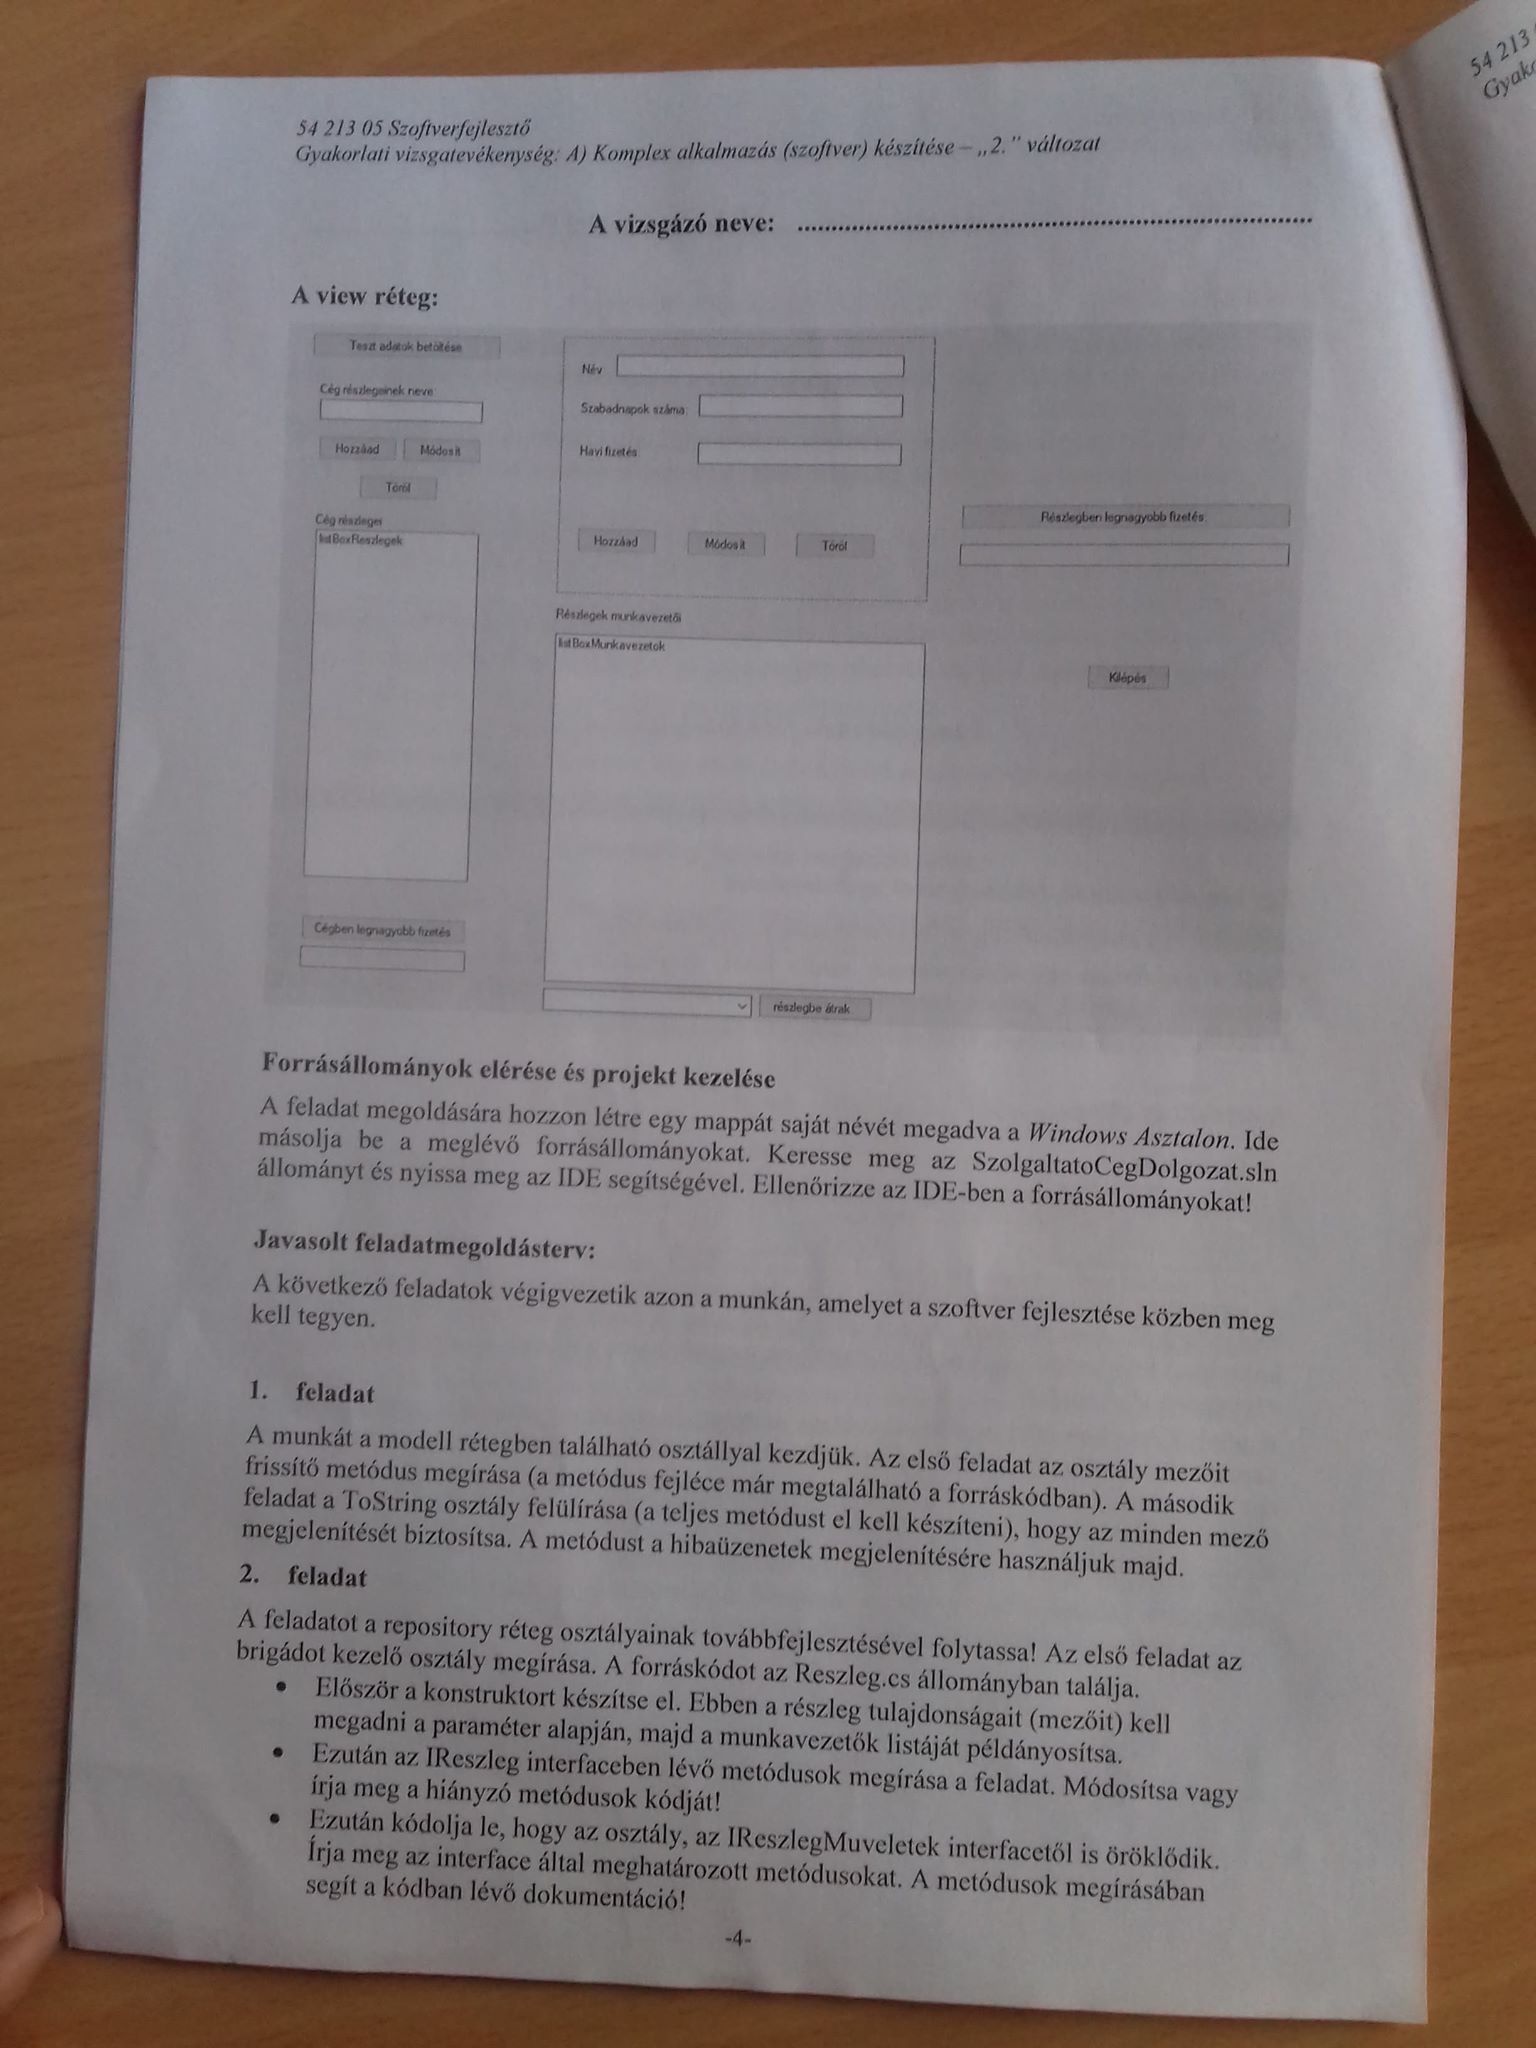 54 213 05 Szoftverfejlesztő
Gyakorlati vizsgatevékenység: A) Komplex alkalmazás (szoftver) készítése – „2.” változat
A vizsgázó neve: ..........................................................................
A view réteg:
Teszt adatok betöltése
Cég részlegeinek neve:
Hozzáad
Módosít
Töröl
Cég részlegei
listBoxReszlegek
Cégben legnagyobb fizetés
Név
Szabadnapok száma:
Havi fizetés
Hozzáad
Módosít
Töröl
Részlegek munkavezetői
listBoxMunkavezetok
részlegbe átrak
Részlegben legnagyobb fizetés:
Kilépés
Forrásállományok elérése és projekt kezelése
A feladat megoldására hozzon létre egy mappát saját névét megadva a Windows Asztalon. Ide
másolja be a meglévő forrásállományokat. Keresse meg az SzolgaltatoCegDolgozat.sln
állományt és nyissa meg az IDE segítségével. Ellenőrizze az IDE-ben a forrásállományokat!
Javasolt feladatmegoldásterv:
A következő feladatok végigvezetik azon a munkán, amelyet a szoftver fejlesztése közben meg
kell tegyen.
1. feladat
A munkát a modell rétegben található osztállyal kezdjük. Az első feladat az osztály mezőit
frissítő metódus megírása (a metódus fejléce már megtalálható a forráskódban). A második
feladat a ToString osztály felülírása (a teljes metódust el kell készíteni), hogy az minden mező
megjelenítését biztosítsa. A metódust a hibaüzenetek megjelenítésére használjuk majd.
2. feladat
A feladatot a repository réteg osztályainak továbbfejlesztésével folytassa! Az első feladat az
brigádot kezelő osztály megírása. A forráskódot az Reszleg.cs állományban találja.
• Először a konstruktort készítse el. Ebben a részleg tulajdonságait (mezőit) kell
megadni a paraméter alapján, majd a munkavezetők listáját példányosítsa.
• Ezután az IReszleg interfaceben lévő metódusok megírása a feladat. Módosítsa vagy
írja meg a hiányzó metódusok kódját!
• Ezután kódolja le, hogy az osztály, az IReszlegMuveletek interfacetől is öröklődik.
Írja meg az interface által meghatározott metódusokat. A metódusok megírásában
segít a kódban lévő dokumentáció!
-4-
54 213